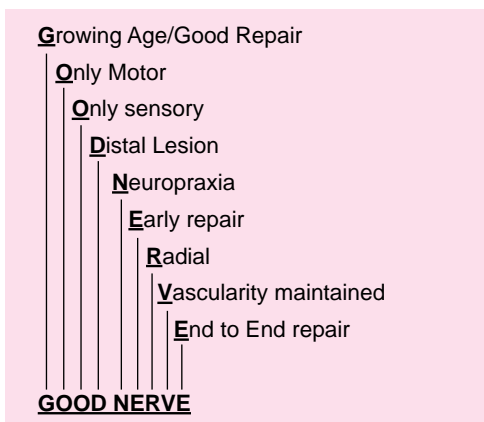 Growing Age/Good Repair
Only Motor
Only sensory
Distal Lesion
Neuropraxia
Early repair
Radial
Vascularity maintained
End to End repair
GOOD NERVE